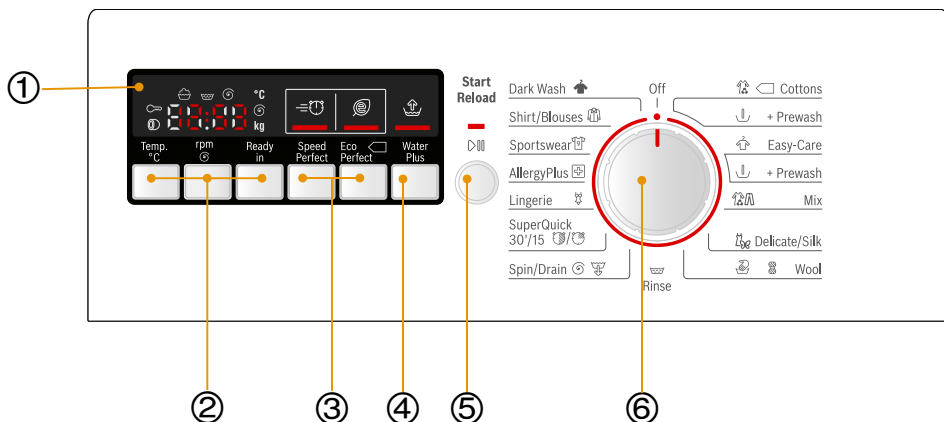 ①
°C
kg
Temp.
°C
rpm
Ready
in
Speed
Perfect
Eco
Perfect
Water
Plus
Start
Reload
Dark Wash
Shirt/Blouses
Sportswear
AllergyPlus
Lingerie
SuperQuick
30'/15
Spin/Drain
Off
Cottons
+ Prewash
Easy-Care
+ Prewash
Mix
Delicate/Silk
Wool
Rinse
② ③ ④ ⑤ ⑥